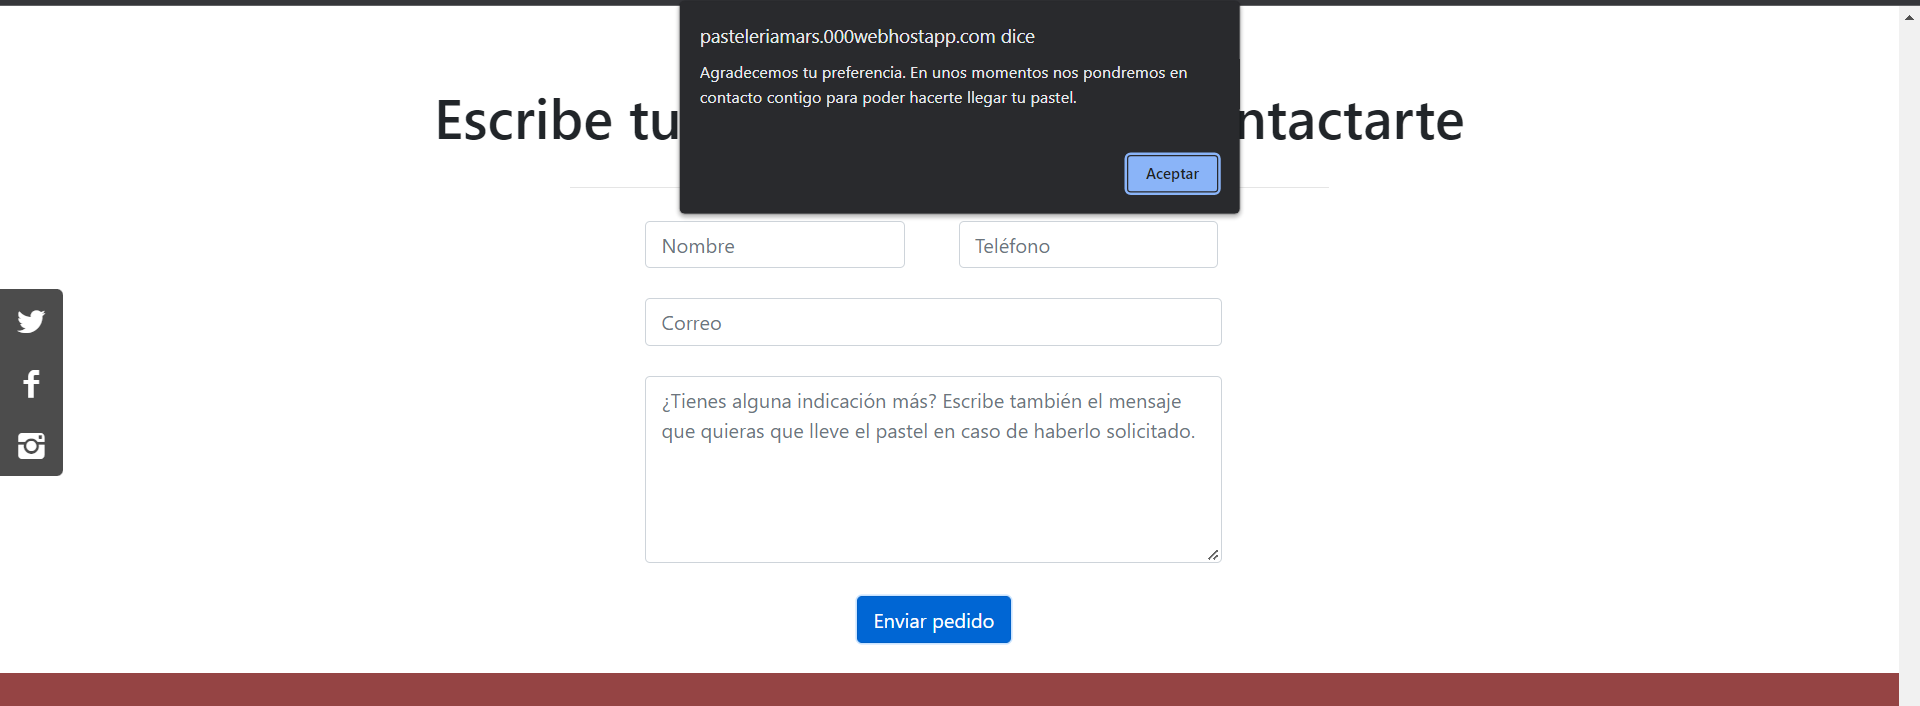 pasteleriamars.000webhostapp.com dice
Agradecemos tu preferencia. En unos momentos nos pondremos en
contacto contigo para poder hacerte llegar tu pastel.
Aceptar
Escribe tu
Nombre
Teléfono
Correo
¿Tienes alguna indicación más? Escribe también el mensaje
que quieras que lleve el pastel en caso de haberlo solicitado.
Enviar pedido